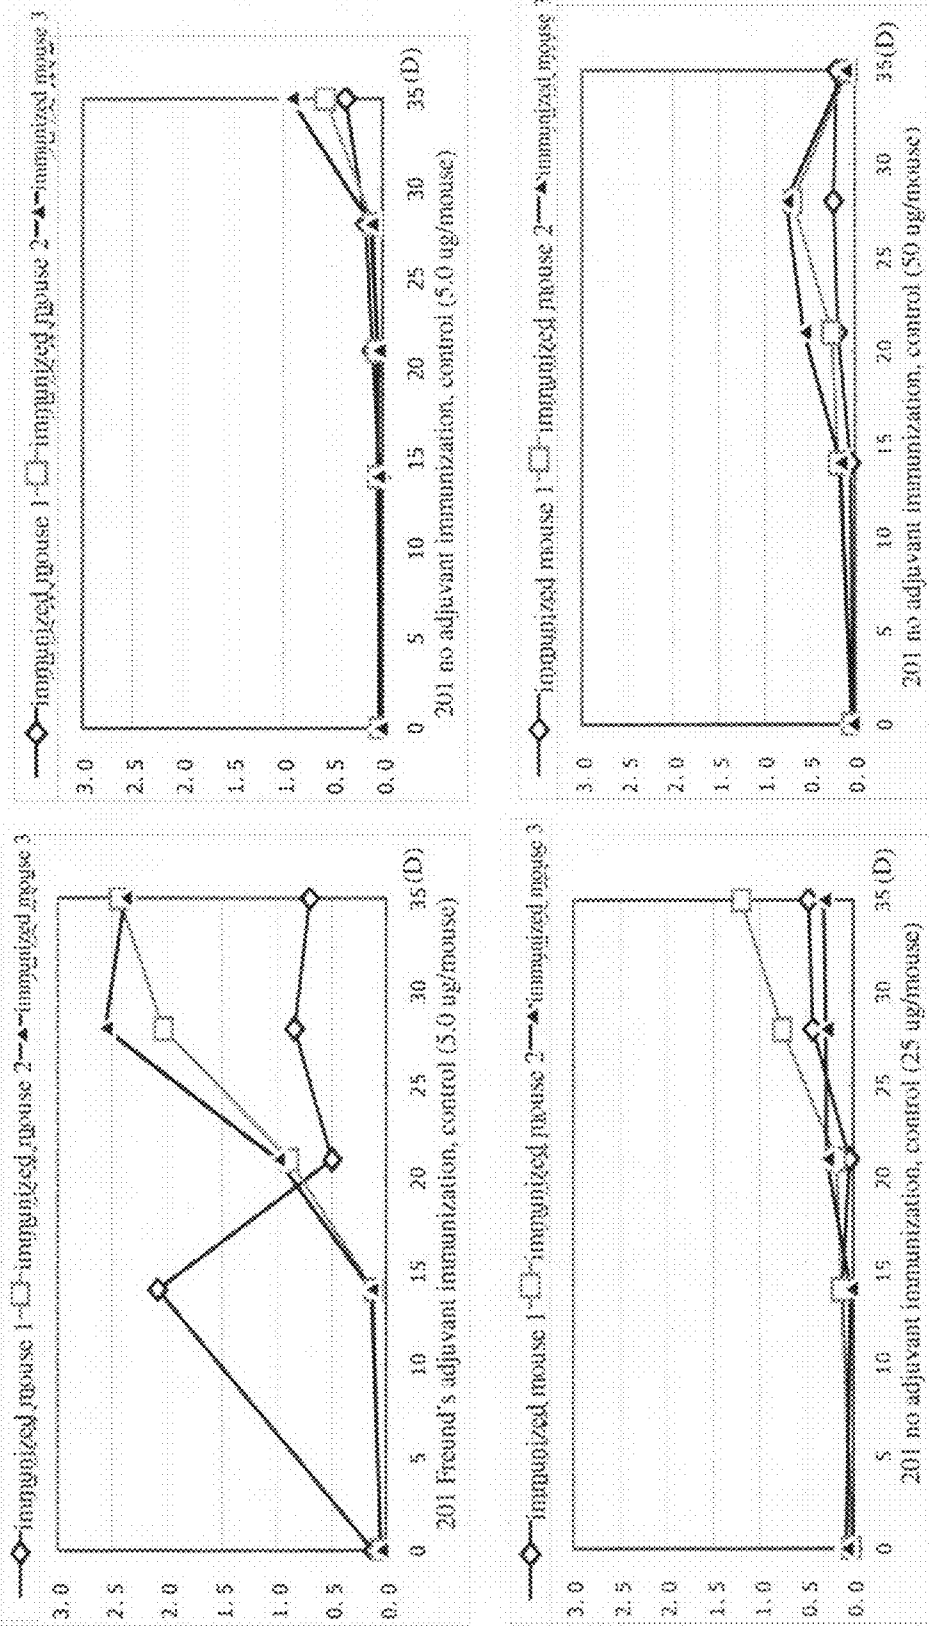 immunized mouse 1 immunized mouse 2 immunized mouse 3
3.0
2.5
2.0
1.5
1.0
0.5
0.0
0 5 10 15 20 25 30 35 (D)
201 Freund's adjuvant immunization, control (5.0 ug/mouse)
immunized mouse 1 immunized mouse 2 immunized mouse 3
3.0
2.5
2.0
1.5
1.0
0.5
0.0
0 5 10 15 20 25 30 35 (D)
201 no adjuvant immunization, control (5.0 ug/mouse)
immunized mouse 1 immunized mouse 2 immunized mouse 3
3.0
2.5
2.0
1.5
1.0
0.5
0.0
0 5 10 15 20 25 30 35 (D)
201 no adjuvant immunization, control (25 ug/mouse)
immunized mouse 1 immunized mouse 2 immunized mouse 3
3.0
2.5
2.0
1.5
1.0
0.5
0.0
0 5 10 15 20 25 30 35 (D)
201 no adjuvant immunization, control (50 ug/mouse)